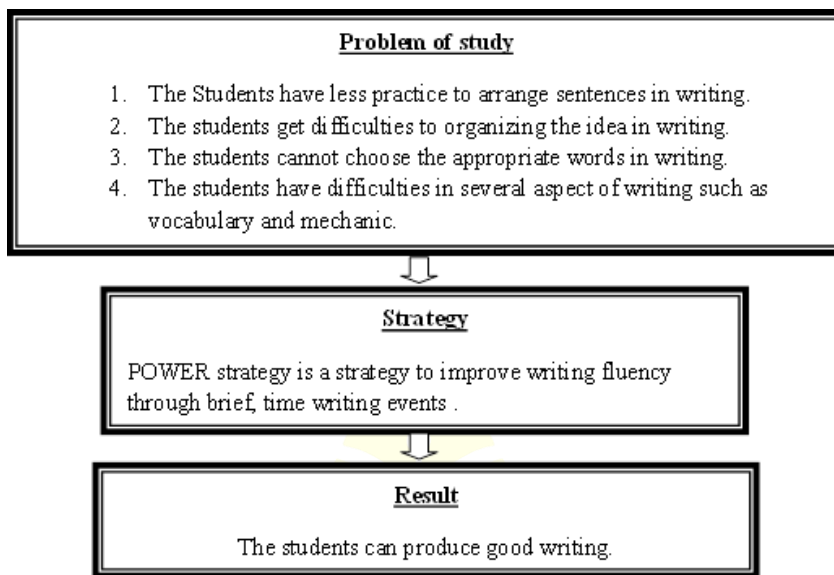 Problem of study
1. The Students have less practice to arrange sentences in writing.
2. The students get difficulties to organizing the idea in writing.
3. The students cannot choose the appropriate words in writing.
4. The students have difficulties in several aspect of writing such as
vocabulary and mechanic.
Strategy
POWER strategy is a strategy to improve writing fluency
through brief, time writing events .
Result
The students can produce good writing.